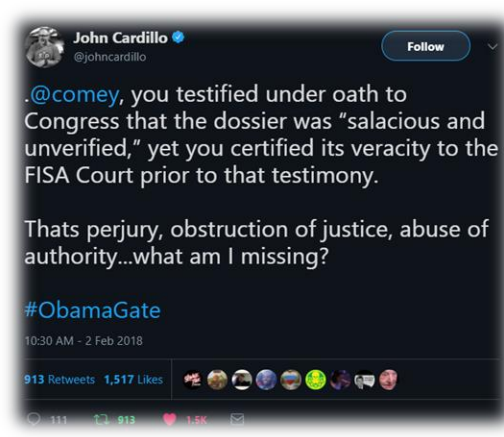 John Cardillo
@johncardillo
Follow
.@comey, you testified under oath to
Congress that the dossier was “salacious and
unverified,” yet you certified its veracity to the
FISA Court prior to that testimony.
Thats perjury, obstruction of justice, abuse of
authority...what am I missing?
#ObamaGate
10:30 AM - 2 Feb 2018
913 Retweets 1,517 Likes
111 913 1.5K